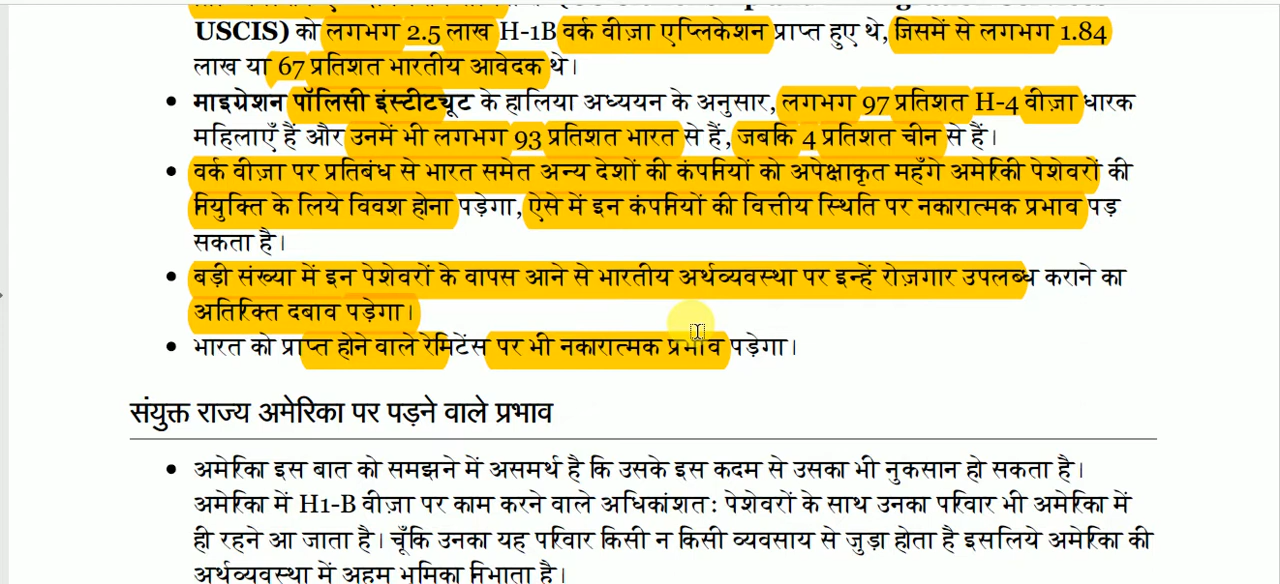 USCIS) को लगभग 2.5 लाख H-1B वर्क वीज़ा एप्लिकेशन प्राप्त हुए थे, जिसमें से लगभग 1.84
लाख या 67 प्रतिशत भारतीय आवेदक थे।
• माइग्रेशन पॉलिसी इंस्टीट्यूट के हालिया अध्ययन के अनुसार, लगभग 97 प्रतिशत H-4 वीज़ा धारक
महिलाएँ हैं और उनमें भी लगभग 93 प्रतिशत भारत से हैं, जबकि 4 प्रतिशत चीन से हैं।
• वर्क वीज़ा पर प्रतिबंध से भारत समेत अन्य देशों की कंपनियों को अपेक्षाकृत महँगे अमेरिकी पेशेवरों की
नियुक्ति के लिये विवश होना पड़ेगा, ऐसे में इन कंपनियों की वित्तीय स्थिति पर नकारात्मक प्रभाव पड़
सकता है।
• बड़ी संख्या में इन पेशेवरों के वापस आने से भारतीय अर्थव्यवस्था पर इन्हें रोज़गार उपलब्ध कराने का
अतिरिक्त दबाव पड़ेगा।
• भारत को प्राप्त होने वाले रेमिटेंस पर भी नकारात्मक प्रभाव पड़ेगा।
संयुक्त राज्य अमेरिका पर पड़ने वाले प्रभाव
• अमेरिका इस बात को समझने में असमर्थ है कि उसके इस कदम से उसका भी नुकसान हो सकता है।
अमेरिका में H1-B वीज़ा पर काम करने वाले अधिकांशत: पेशेवरों के साथ उनका परिवार भी अमेरिका में
ही रहने आ जाता है। चूँकि उनका यह परिवार किसी न किसी व्यवसाय से जुड़ा होता है इसलिये अमेरिका की
अर्थव्यवस्था में अहम भूमिका निभाता है।